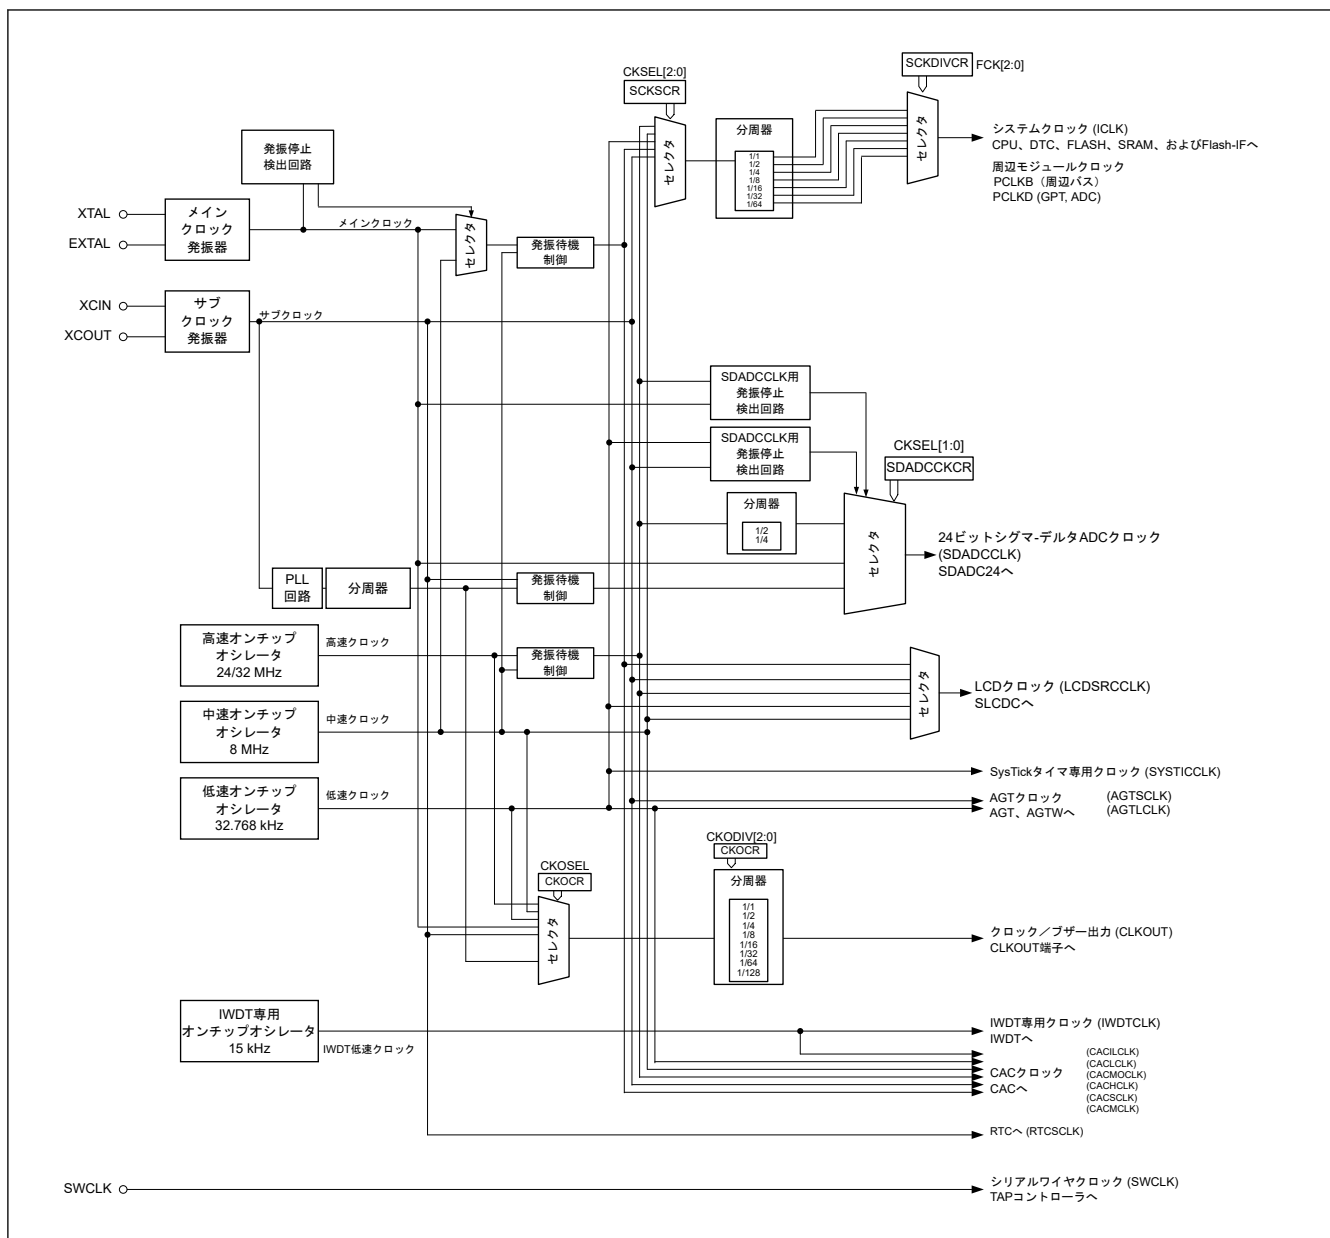 CKSEL[2:0]
SCKSCR
SCKDIVCR
FCK[2:0]
セレクタ
分周器
1/1
1/2
1/4
1/8
1/16
1/32
1/64
セレクタ
システムクロック (ICLK)
CPU、DTC、FLASH、SRAM、およびFlash-IFへ
周辺モジュールクロック
PCLKB（周辺バス）
PCLKD (GPT, ADC)
発振停止
検出回路
XTAL
EXTAL
メイン
クロック
発振器
メインクロック
セレクタ
発振待機
制御
XCIN
XCOUT
サブ
クロック
発振器
サブクロック
SDADCCLK用
発振停止
検出回路
SDADCCLK用
発振停止
検出回路
CKSEL[1:0]
SDADCCKCR
分周器
1/2
1/4
セレクタ
24ビットシグマ-デルタADCクロック
(SDADCCLK)
SDADC24へ
PLL
回路
分周器
発振待機
制御
高速オンチップ
オシレータ
24/32 MHz
高速クロック
発振待機
制御
セレクタ
LCDクロック (LCDSRCCLK)
SLCDCへ
中速オンチップ
オシレータ
8 MHz
中速クロック
低速オンチップ
オシレータ
32.768 kHz
低速クロック
SysTickタイマ専用クロック (SYSTICCLK)
AGTクロック (AGTSCLK)
AGT、AGTWへ (AGTLCLK)
CKOSEL
CKOCR
セレクタ
CKODIV[2:0]
CKOCR
分周器
1/1
1/2
1/4
1/8
1/16
1/32
1/64
1/128
クロック／ブザー出力 (CLKOUT)
CLKOUT端子へ
IWDT専用
オンチップオシレータ
15 kHz
IWDT低速クロック
IWDT専用クロック (IWDTCLK)
IWDTへ
CACクロック
CACへ
(CACILCLK)
(CACLCLK)
(CACMOCLK)
(CACHCLK)
(CACSCLK)
(CACMCLK)
RTCへ (RTCSCLK)
SWCLK
シリアルワイヤクロック (SWCLK)
TAPコントローラへ